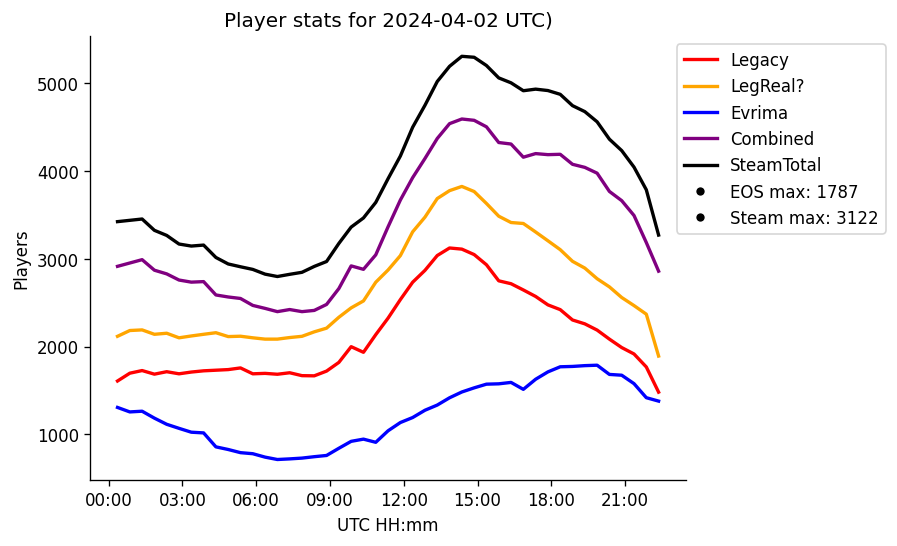 Player stats for 2024-04-02 UTC)
Legacy
LegReal?
Evrima
Combined
SteamTotal
EOS max: 1787
Steam max: 3122
5000
4000
3000
2000
1000
Players
00:00 03:00 06:00 09:00 12:00 15:00 18:00 21:00
UTC HH:mm